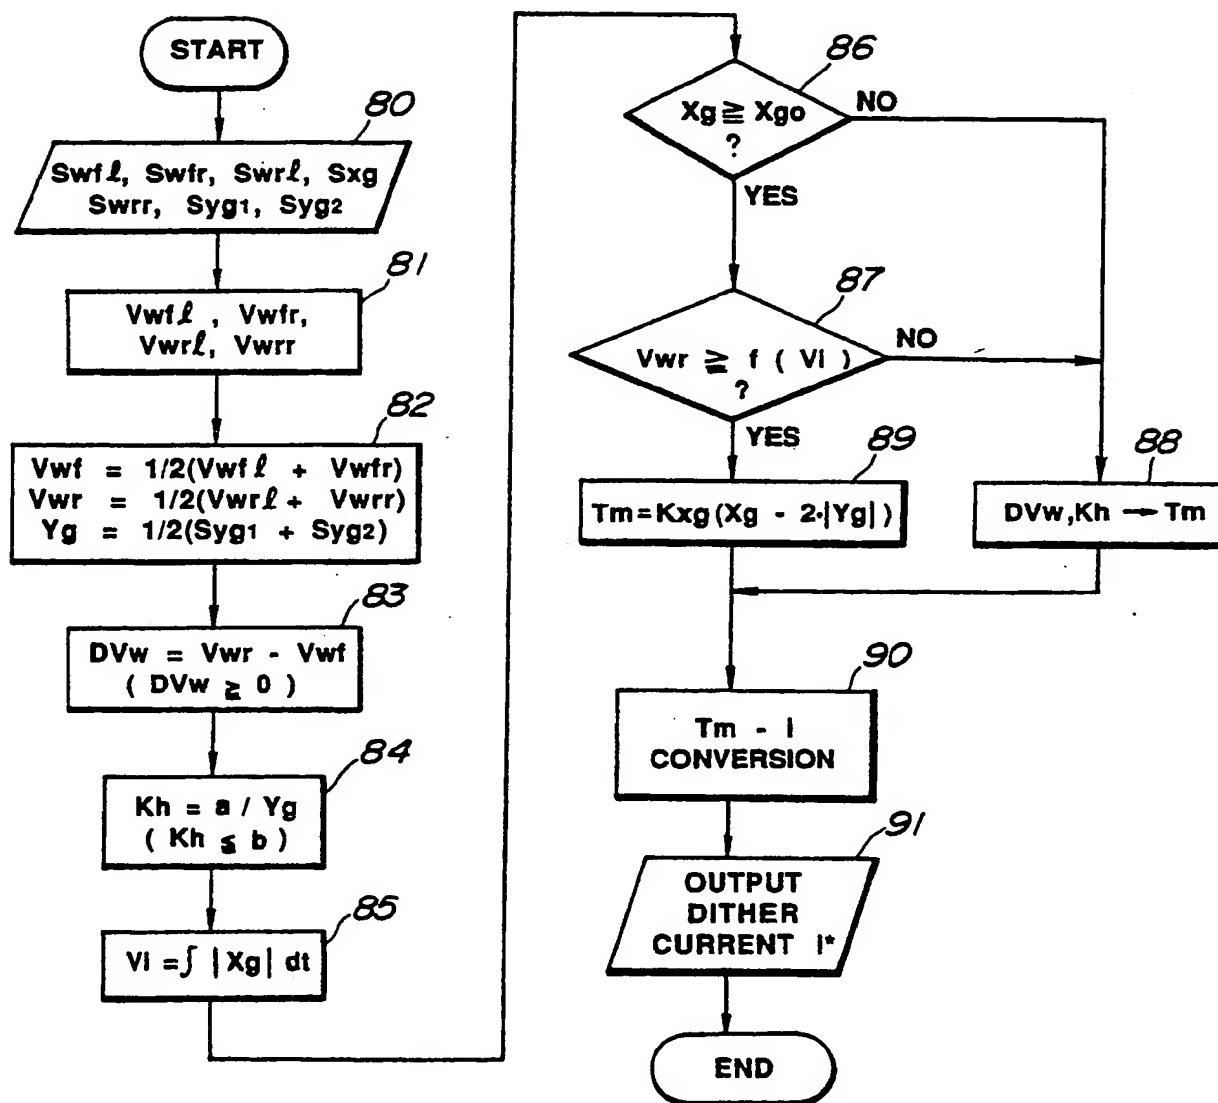 START
80
Swfℓ, Swfr, Swrℓ, Sxg
Swrr, Syg1, Syg2
81
Vwfℓ , Vwfr,
Vwrℓ, Vwrr
82
Vwf = 1/2(Vwfℓ + Vwfr)
Vwr = 1/2(Vwrℓ + Vwrr)
Yg = 1/2(Syg1 + Syg2)
83
DVw = Vwr - Vwf
( DVw ≧ 0 )
84
Kh = a / Yg
( Kh ≦ b )
85
Vi = ∫ |Xg| dt
86
Xg ≧ Xgo
?
NO
YES
87
Vwr ≧ f ( Vi )
?
NO
YES
89
Tm = Kxg(Xg - 2·|Yg|)
88
DVw,Kh → Tm
90
Tm - I
CONVERSION
91
OUTPUT
DITHER
CURRENT I*
END